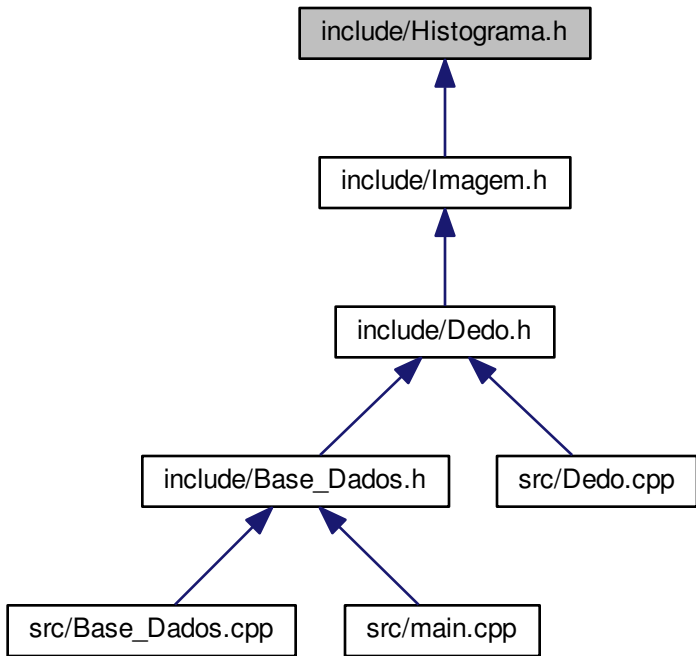 include/Histograma.h
include/Imagem.h
include/Dedo.h
include/Base_Dados.h
src/Dedo.cpp
src/Base_Dados.cpp
src/main.cpp